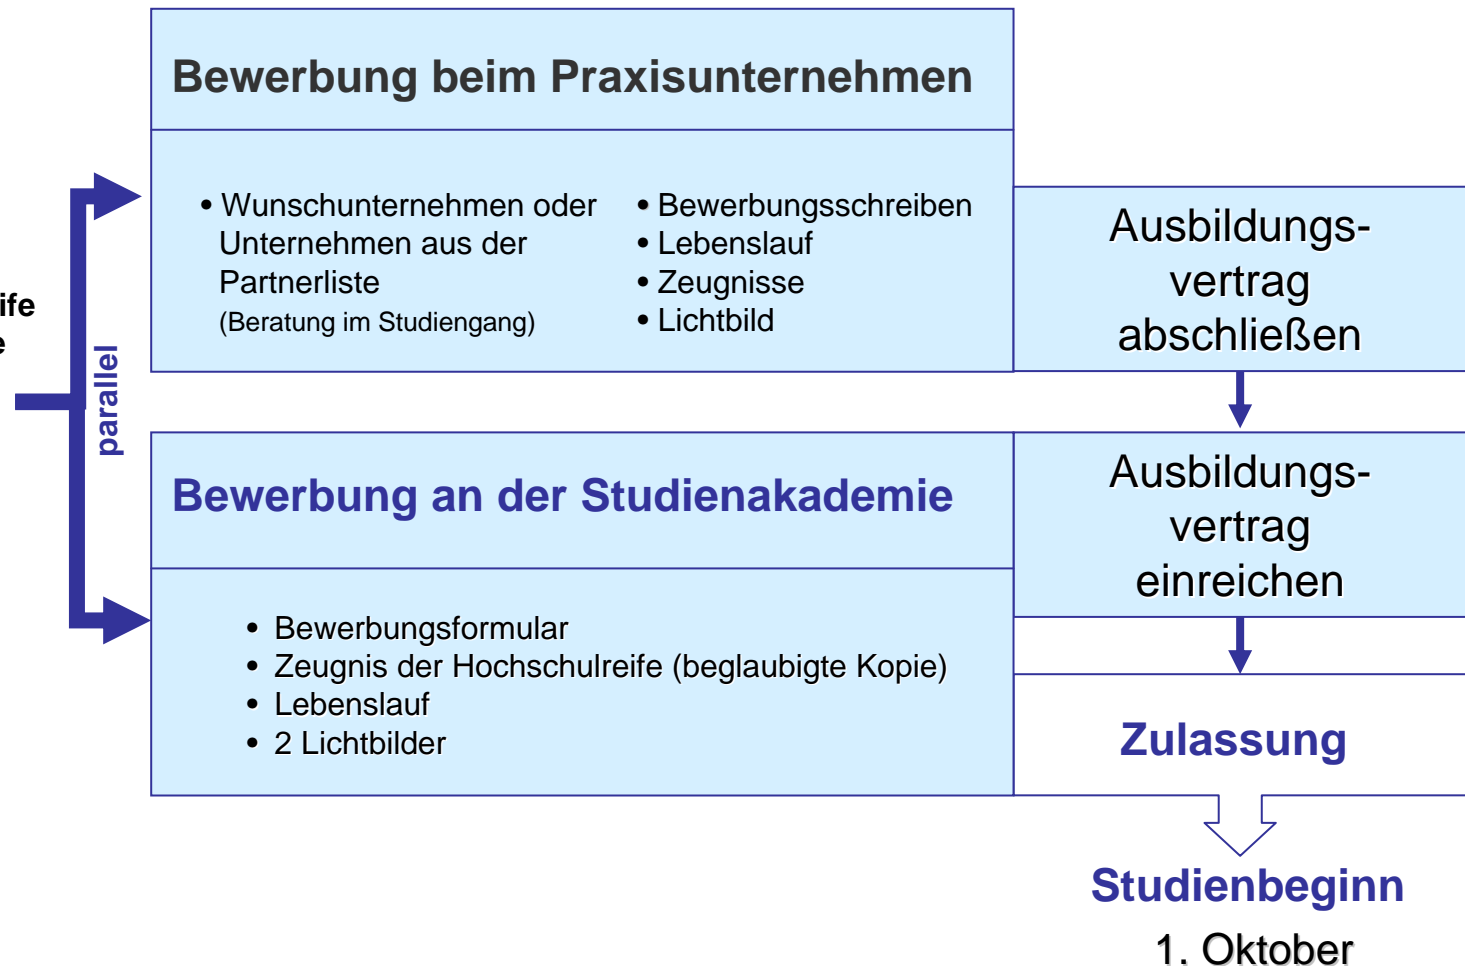 Bewerbung beim Praxisunternehmen
• Wunschunternehmen oder
Unternehmen aus der
Partnerliste
(Beratung im Studiengang)
• Bewerbungsschreiben
• Lebenslauf
• Zeugnisse
• Lichtbild
Ausbildungs-
vertrag
abschließen
parallel
Bewerbung an der Studienakademie
• Bewerbungsformular
• Zeugnis der Hochschulreife (beglaubigte Kopie)
• Lebenslauf
• 2 Lichtbilder
Ausbildungs-
vertrag
einreichen
Zulassung
Studienbeginn
1. Oktober